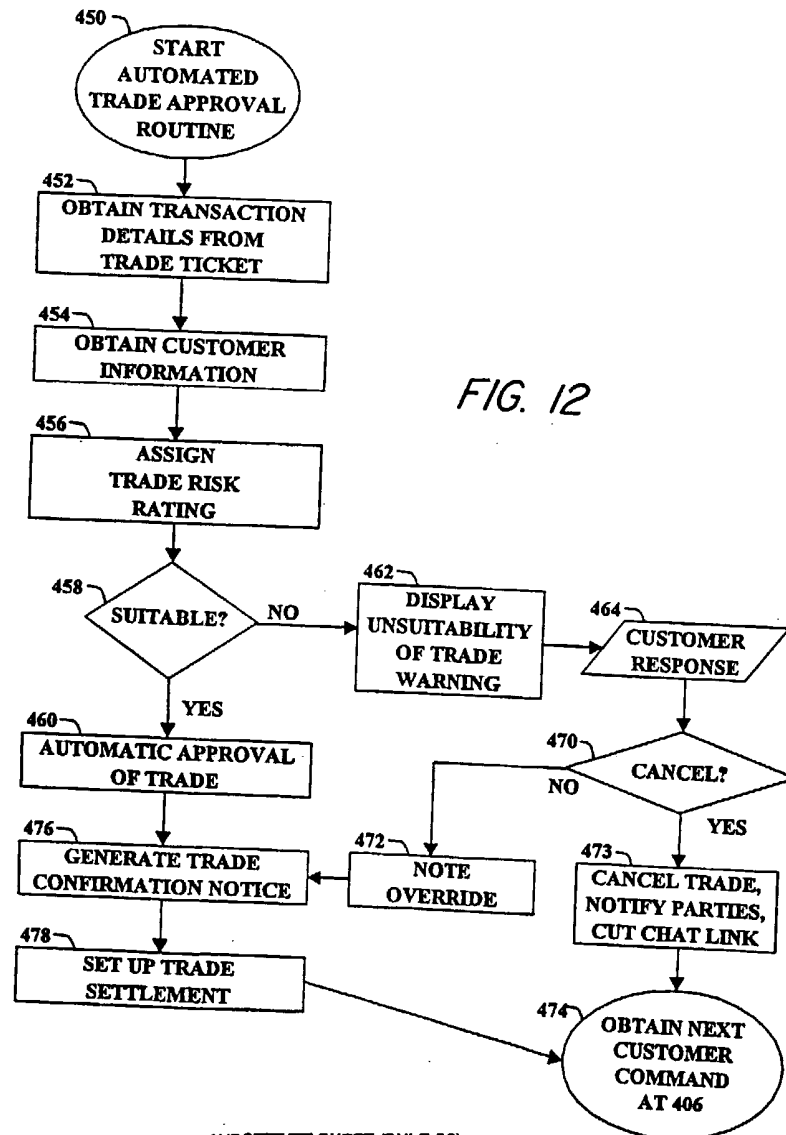 450
START
AUTOMATED
TRADE APPROVAL
ROUTINE
452
OBTAIN TRANSACTION
DETAILS FROM
TRADE TICKET
454
OBTAIN CUSTOMER
INFORMATION
FIG. 12
456
ASSIGN
TRADE RISK
RATING
458
SUITABLE?
NO
YES
462
DISPLAY
UNSUITABILITY
OF TRADE
WARNING
464
CUSTOMER
RESPONSE
460
AUTOMATIC APPROVAL
OF TRADE
470
CANCEL?
NO
YES
476
GENERATE TRADE
CONFIRMATION NOTICE
472
NOTE
OVERRIDE
473
CANCEL TRADE,
NOTIFY PARTIES,
CUT CHAT LINK
478
SET UP TRADE
SETTLEMENT
474
OBTAIN NEXT
CUSTOMER
COMMAND
AT 406